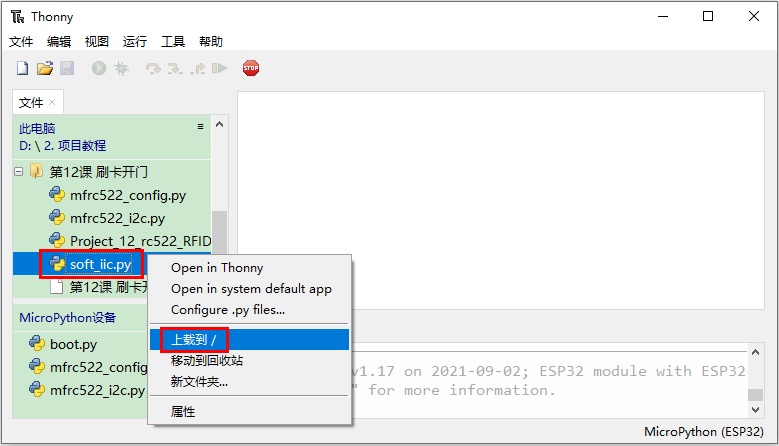 Thonny
文件 编辑 视图 运行 工具 帮助
STOP
文件
此电脑
D: \ 2. 项目教程
第12课 刷卡开门
mfrc522_config.py
mfrc522_i2c.py
Project_12_rc522_RFID
soft_iic.py
第12课 刷卡开
MicroPython设备
boot.py
mfrc522_config
mfrc522_i2c.py
Open in Thonny
Open in system default app
Configure .py files...
上载到 /
移动到回收站
新文件夹...
属性
v1.17 on 2021-09-02; ESP32 module with ESP32
" for more information.
MicroPython (ESP32)